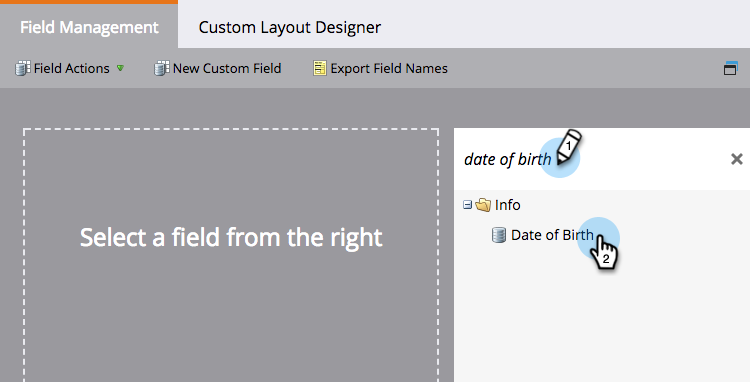 Field Management
Custom Layout Designer
Field Actions
New Custom Field
Export Field Names
date of birth
1
Select a field from the right
Info
Date of Birth
2